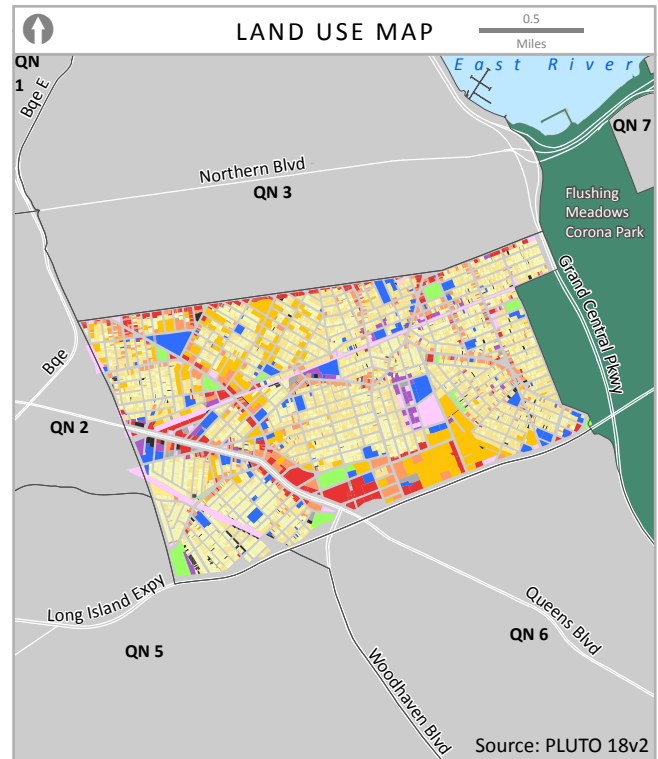 LAND USE MAP
0.5
Miles
East River
QN
1
Bqe E
QN 7
Northern Blvd
QN 3
Flushing
Meadows
Corona Park
Grand Central Pkwy
Bqe
QN 2
Long Island Expy
Queens Blvd
QN 6
QN 5
Woodhaven Blvd
Source: PLUTO 18v2